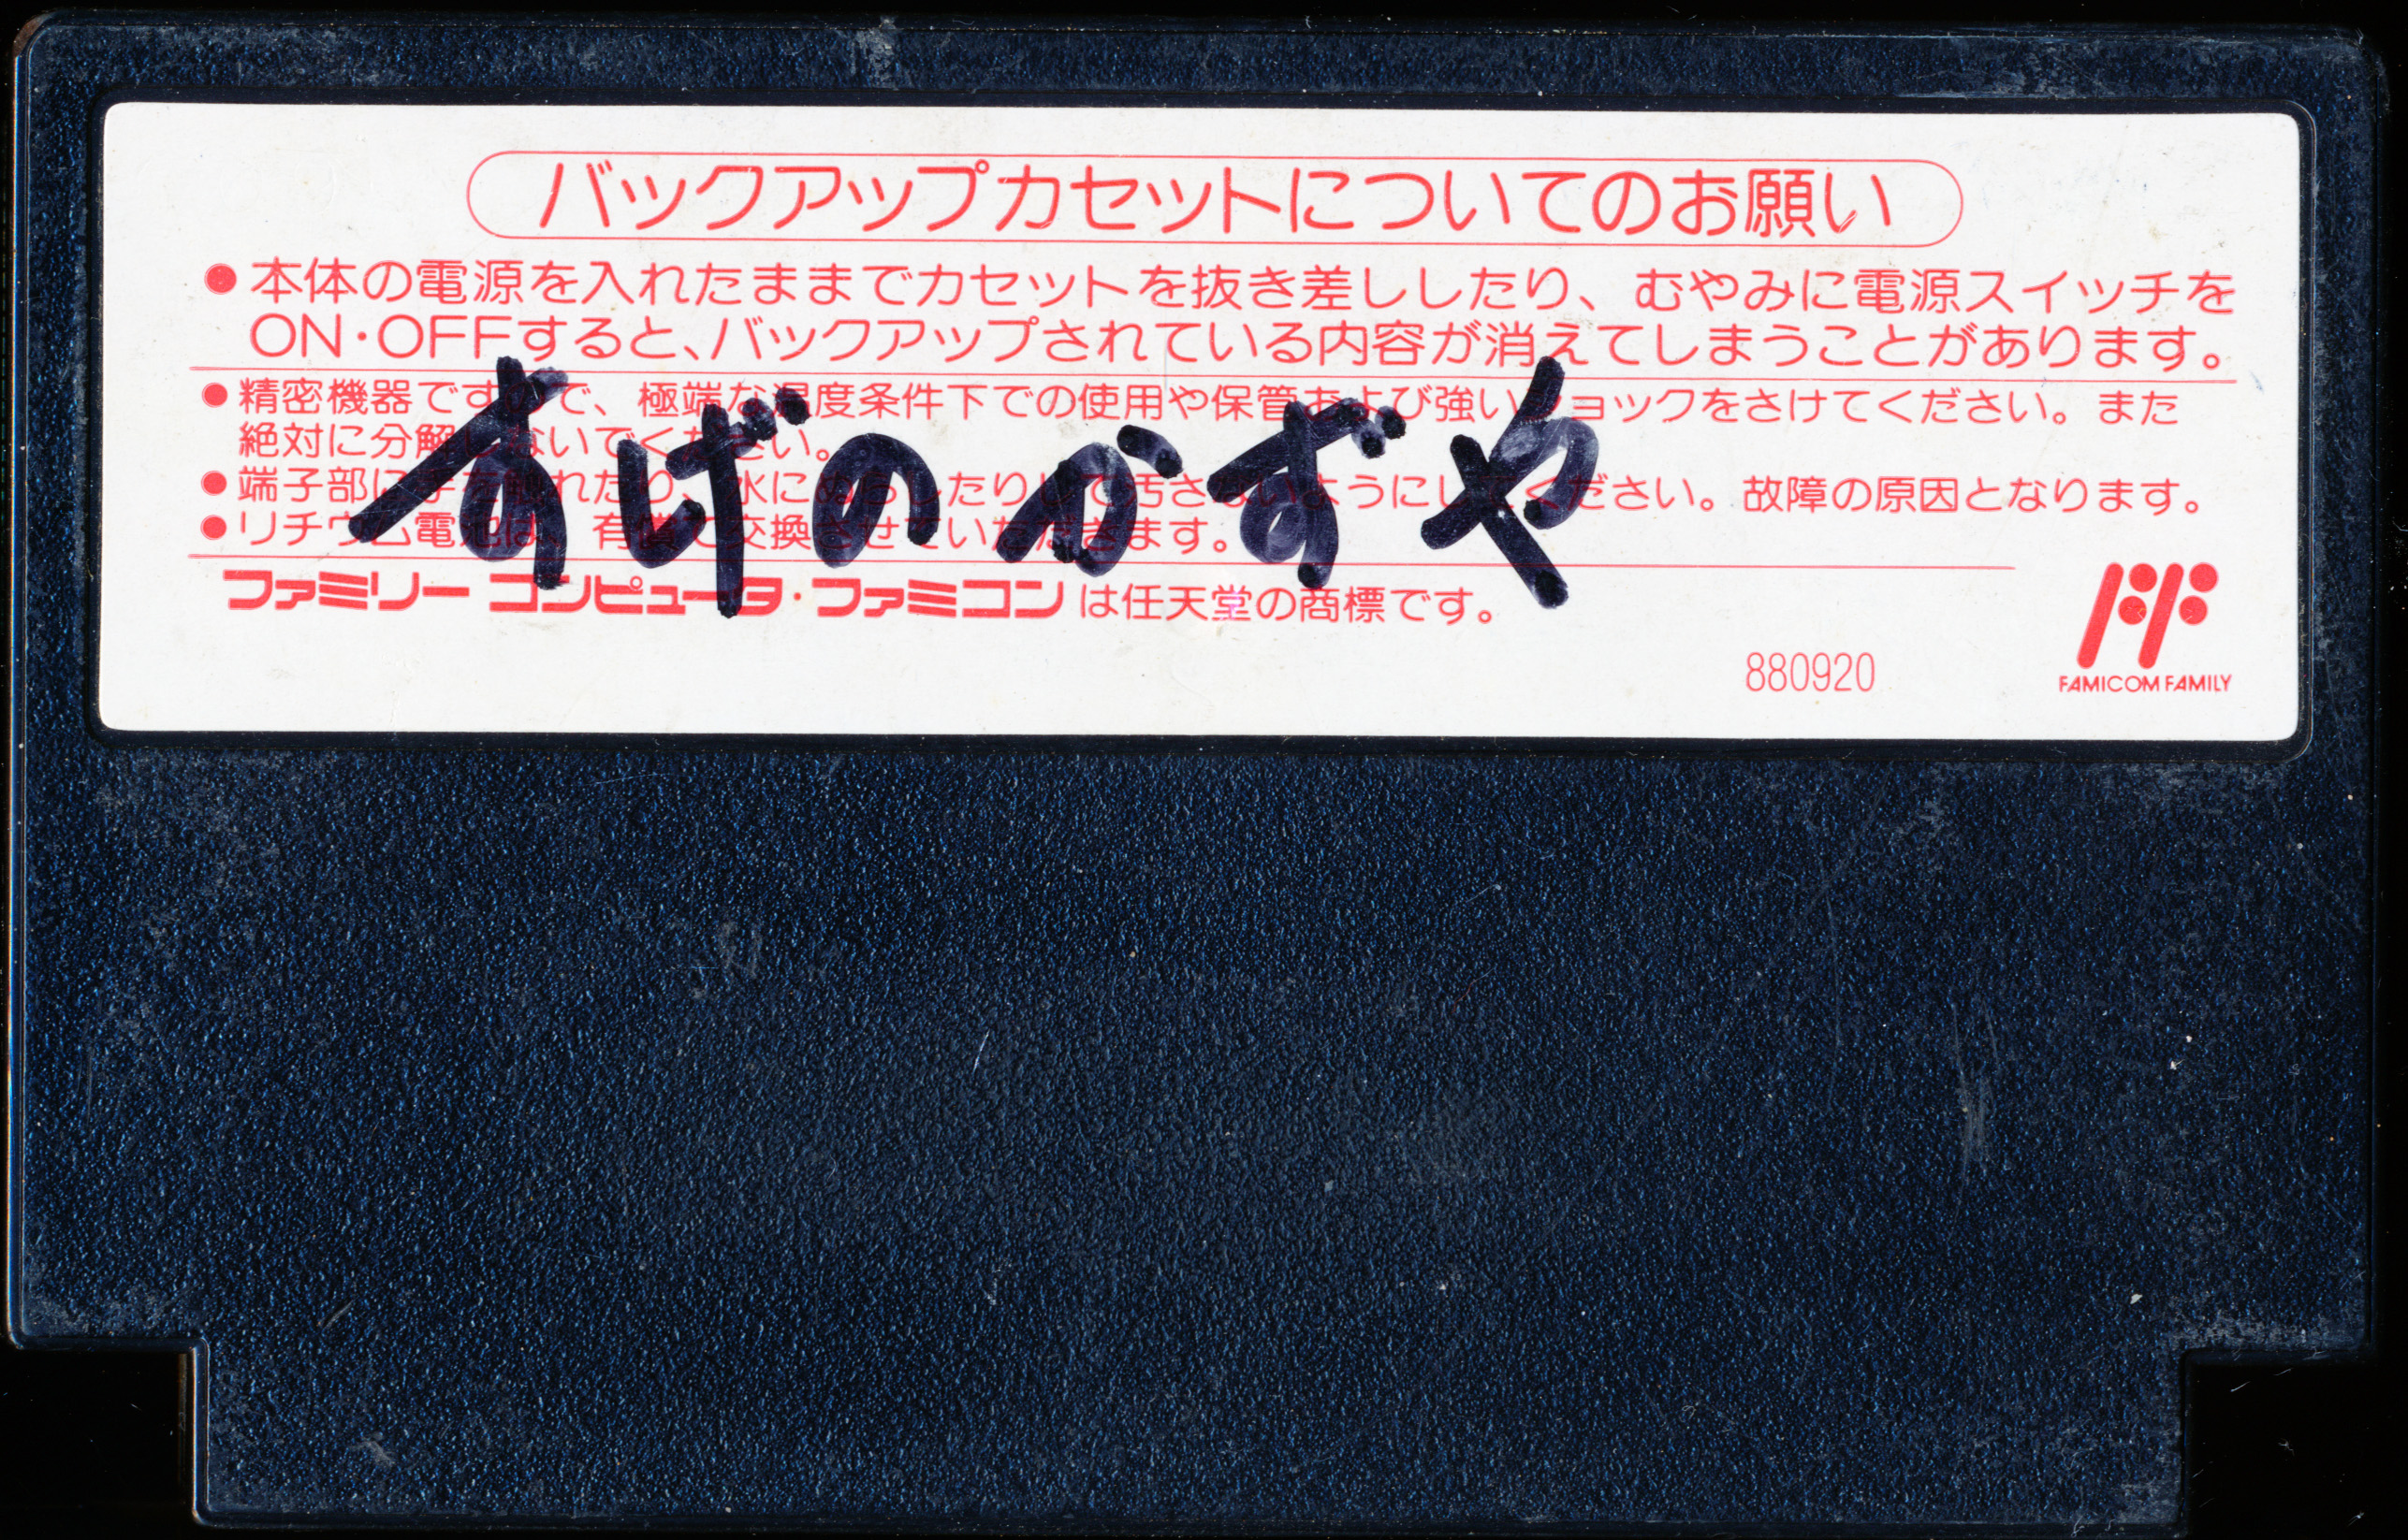 バックアップカセットについてのお願い
●本体の電源を入れたままでカセットを抜き差ししたり、むやみに電源スイッチを
ON・OFFすると、バックアップされている内容が消えてしまうことがあります。
●精密機器ですので、極端な温度条件下での使用や保管および強いショックをさけてください。また
絶対に分解しないでください。
●端子部に手を触れたり、水にぬらしたりして汚さないようにしてください。故障の原因となります。
●リチウム電池は、有償で交換させていただきます。
あげのかずや
ファミリー コンピュータ・ファミコンは任天堂の商標です。
880920
FAMICOM FAMILY